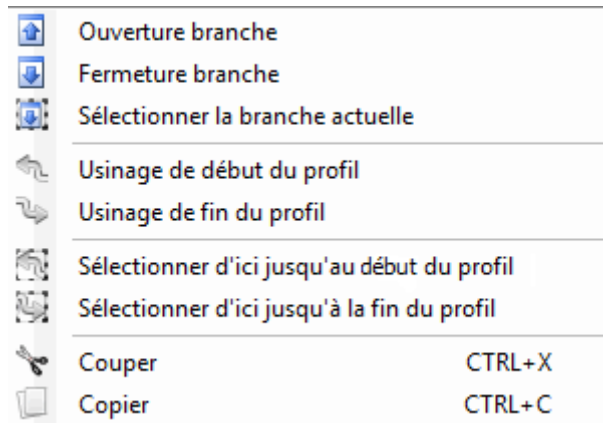 Ouverture branche
Fermeture branche
Sélectionner la branche actuelle
Usinage de début du profil
Usinage de fin du profil
Sélectionner d'ici jusqu'au début du profil
Sélectionner d'ici jusqu'à la fin du profil
Couper CTRL+X
Copier CTRL+C